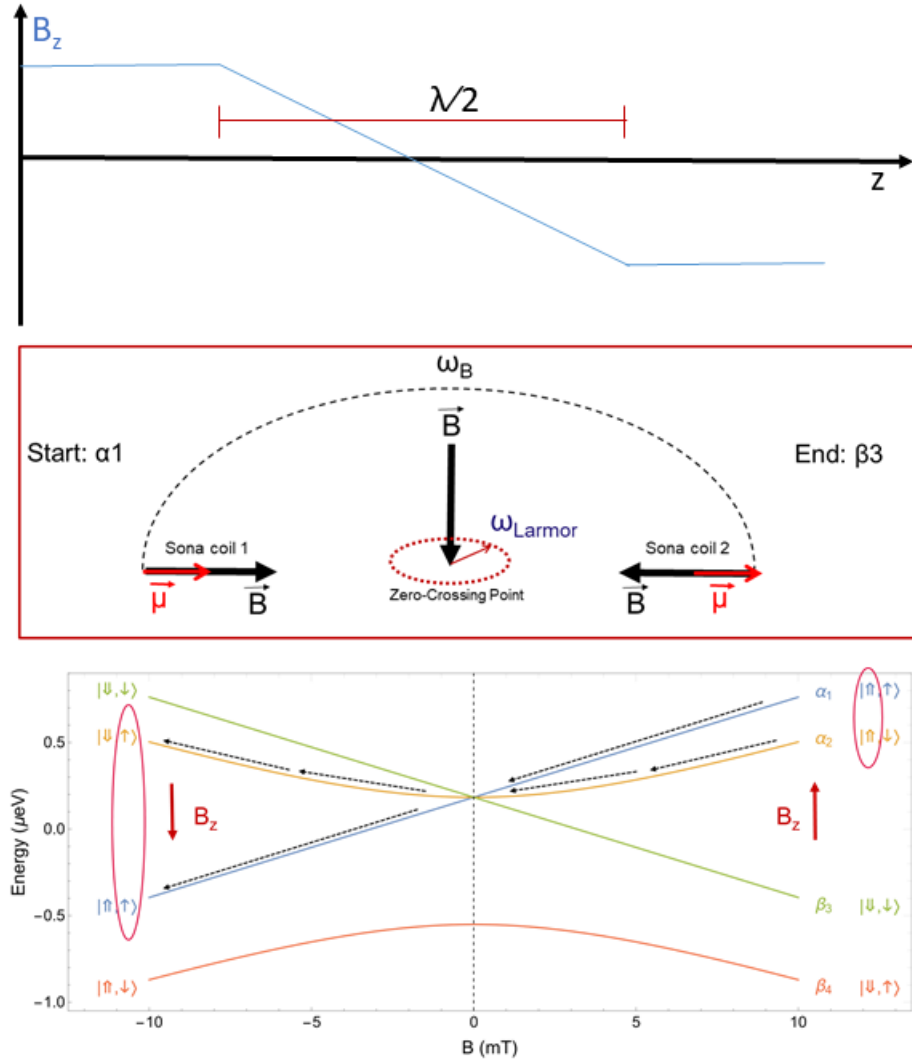 B_z
λ/2
z
ω_B
B⃗
Start: α1
End: β3
ω_Larmor
Sona coil 1
Sona coil 2
μ⃗
B⃗
Zero-Crossing Point
B⃗
μ⃗
|⇓,↓⟩
α₁ |⇑,↑⟩
|⇓,↑⟩
α₂ |⇑,↓⟩
0.5
B_z
B_z
Energy (μeV)
0.0
|⇑,↑⟩
β₃ |⇓,↓⟩
−0.5
|⇑,↓⟩
β₄ |⇓,↑⟩
−1.0
−10 −5 0 5 10
B (mT)